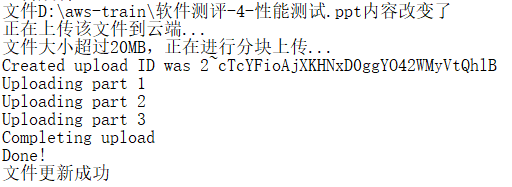 文件D:\aws-train\软件测评-4-性能测试.ppt内容改变了
正在上传该文件到云端...
文件大小超过20MB，正在进行分块上传...
Created upload ID was 2~cTcYFioAjXKHNxD0ggY042WMyVtQhlB
Uploading part 1
Uploading part 2
Uploading part 3
Completing upload
Done!
文件更新成功